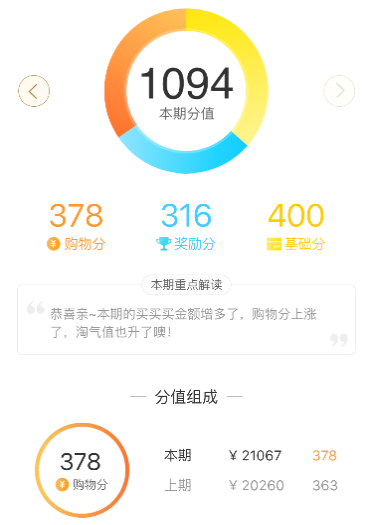 1094
本期分值
378 316 400
购物分 奖励分 基础分
本期重点解读
恭喜亲~本期的买买买金额增多了，购物分上涨
了，淘气值也升了噢！
分值组成
378
购物分
本期 ¥ 21067 378
上期 ¥ 20260 363